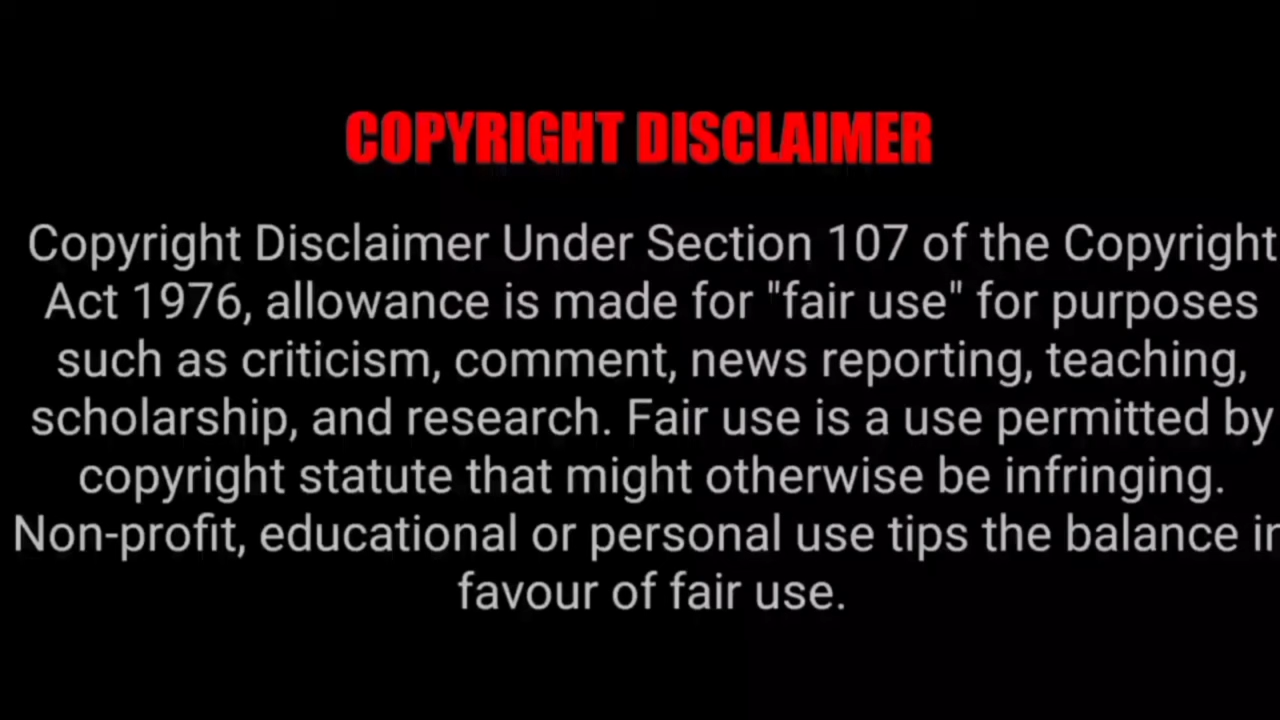 COPYRIGHT DISCLAIMER
Copyright Disclaimer Under Section 107 of the Copyright
Act 1976, allowance is made for "fair use" for purposes
such as criticism, comment, news reporting, teaching,
scholarship, and research. Fair use is a use permitted by
copyright statute that might otherwise be infringing.
Non-profit, educational or personal use tips the balance in
favour of fair use.